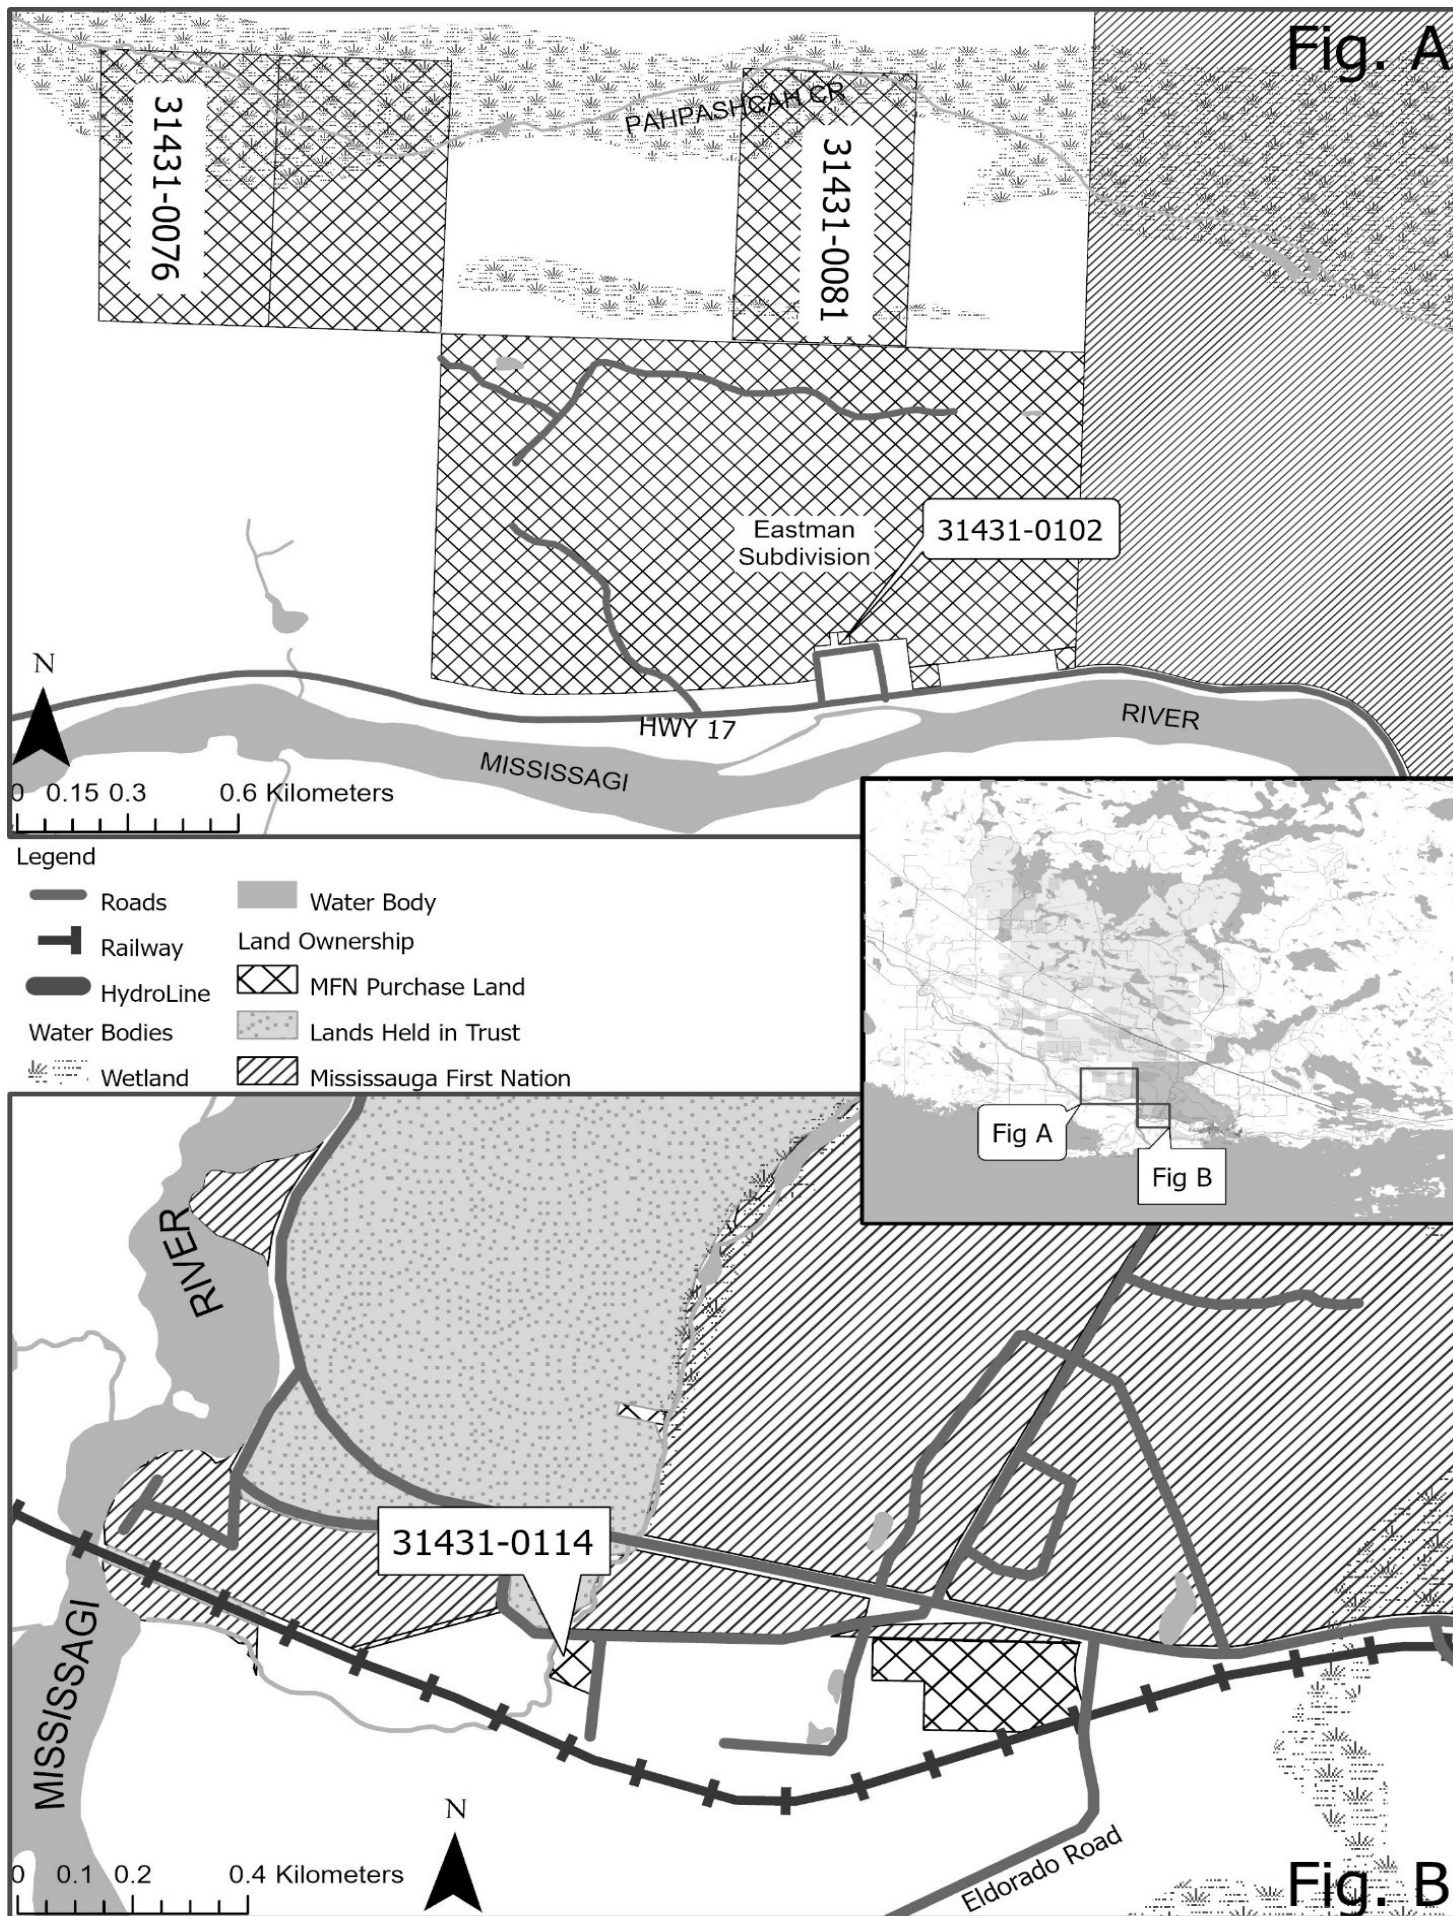 Fig. A
PAHPASHCAH CR
31431-0076
31431-0081
Eastman
Subdivision
31431-0102
N
HWY 17
RIVER
MISSISSAGI
0 0.15 0.3 0.6 Kilometers
Legend
Roads
Railway
HydroLine
Water Bodies
Wetland
Water Body
Land Ownership
MFN Purchase Land
Lands Held in Trust
Mississauga First Nation
Fig A
Fig B
RIVER
31431-0114
MISSISSAGI
N
0 0.1 0.2 0.4 Kilometers
Eldorado Road
Fig. B